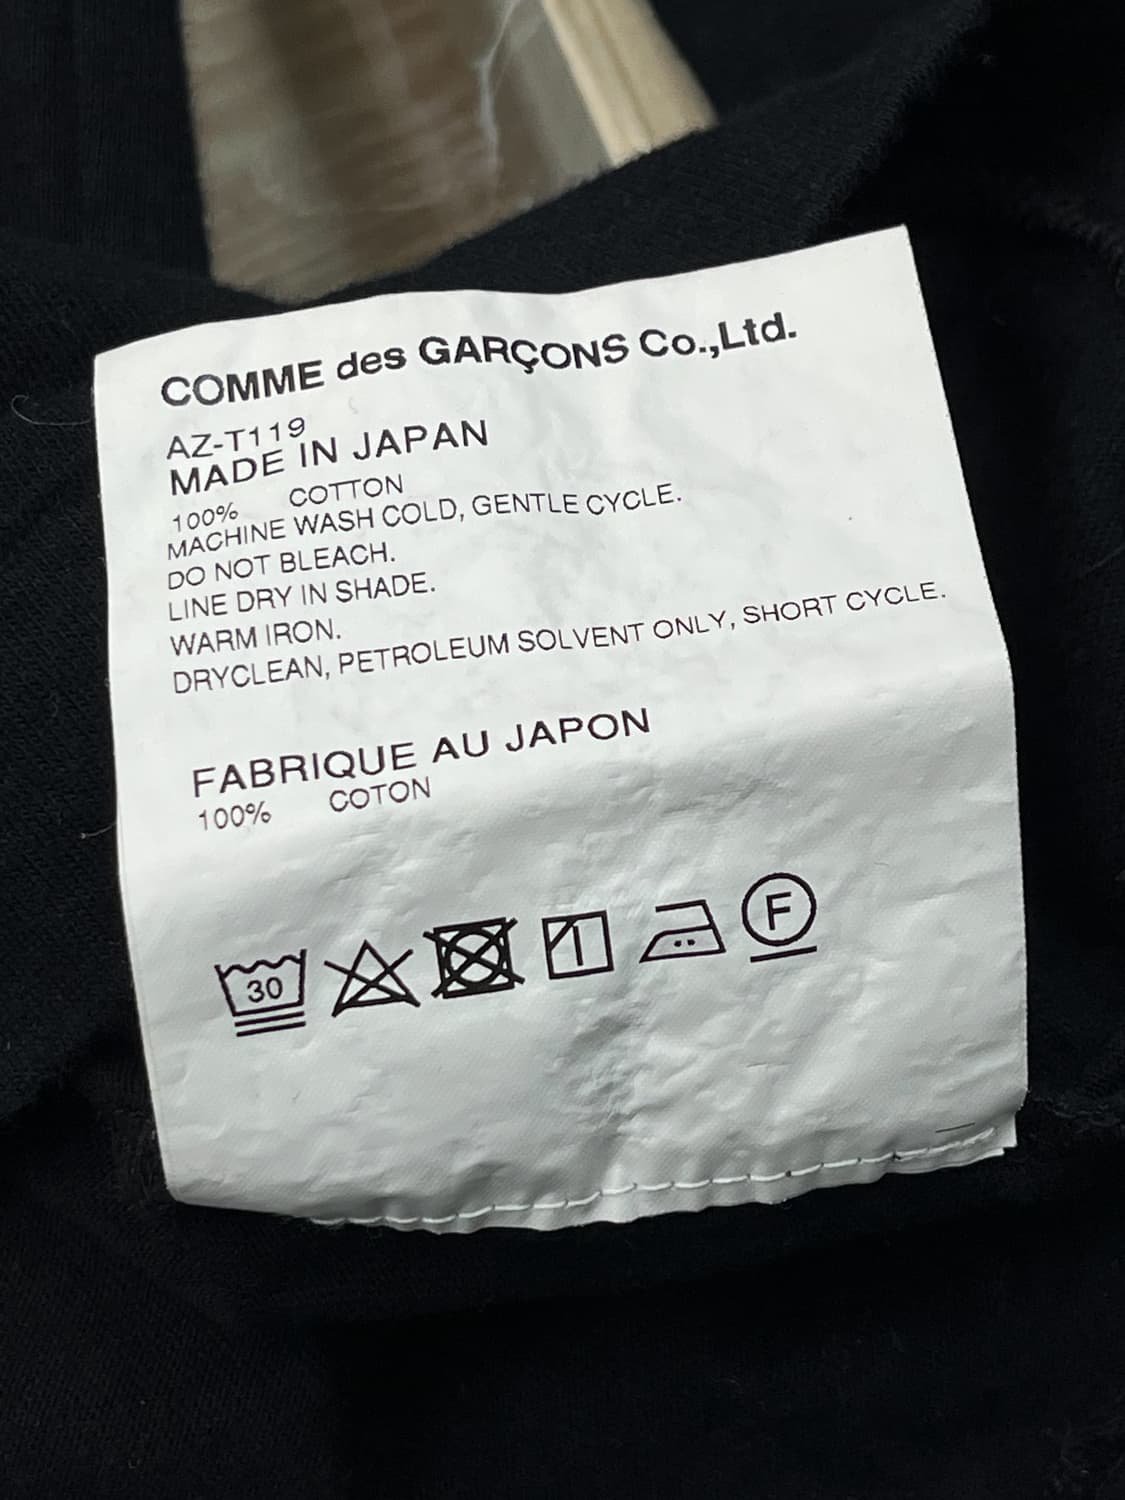 COMME des GARÇONS Co.,Ltd.
AZ-T119
MADE IN JAPAN
100% COTTON
MACHINE WASH COLD, GENTLE CYCLE.
DO NOT BLEACH.
LINE DRY IN SHADE.
WARM IRON.
DRYCLEAN, PETROLEUM SOLVENT ONLY, SHORT CYCLE.
FABRIQUE AU JAPON
100% COTON
30 F